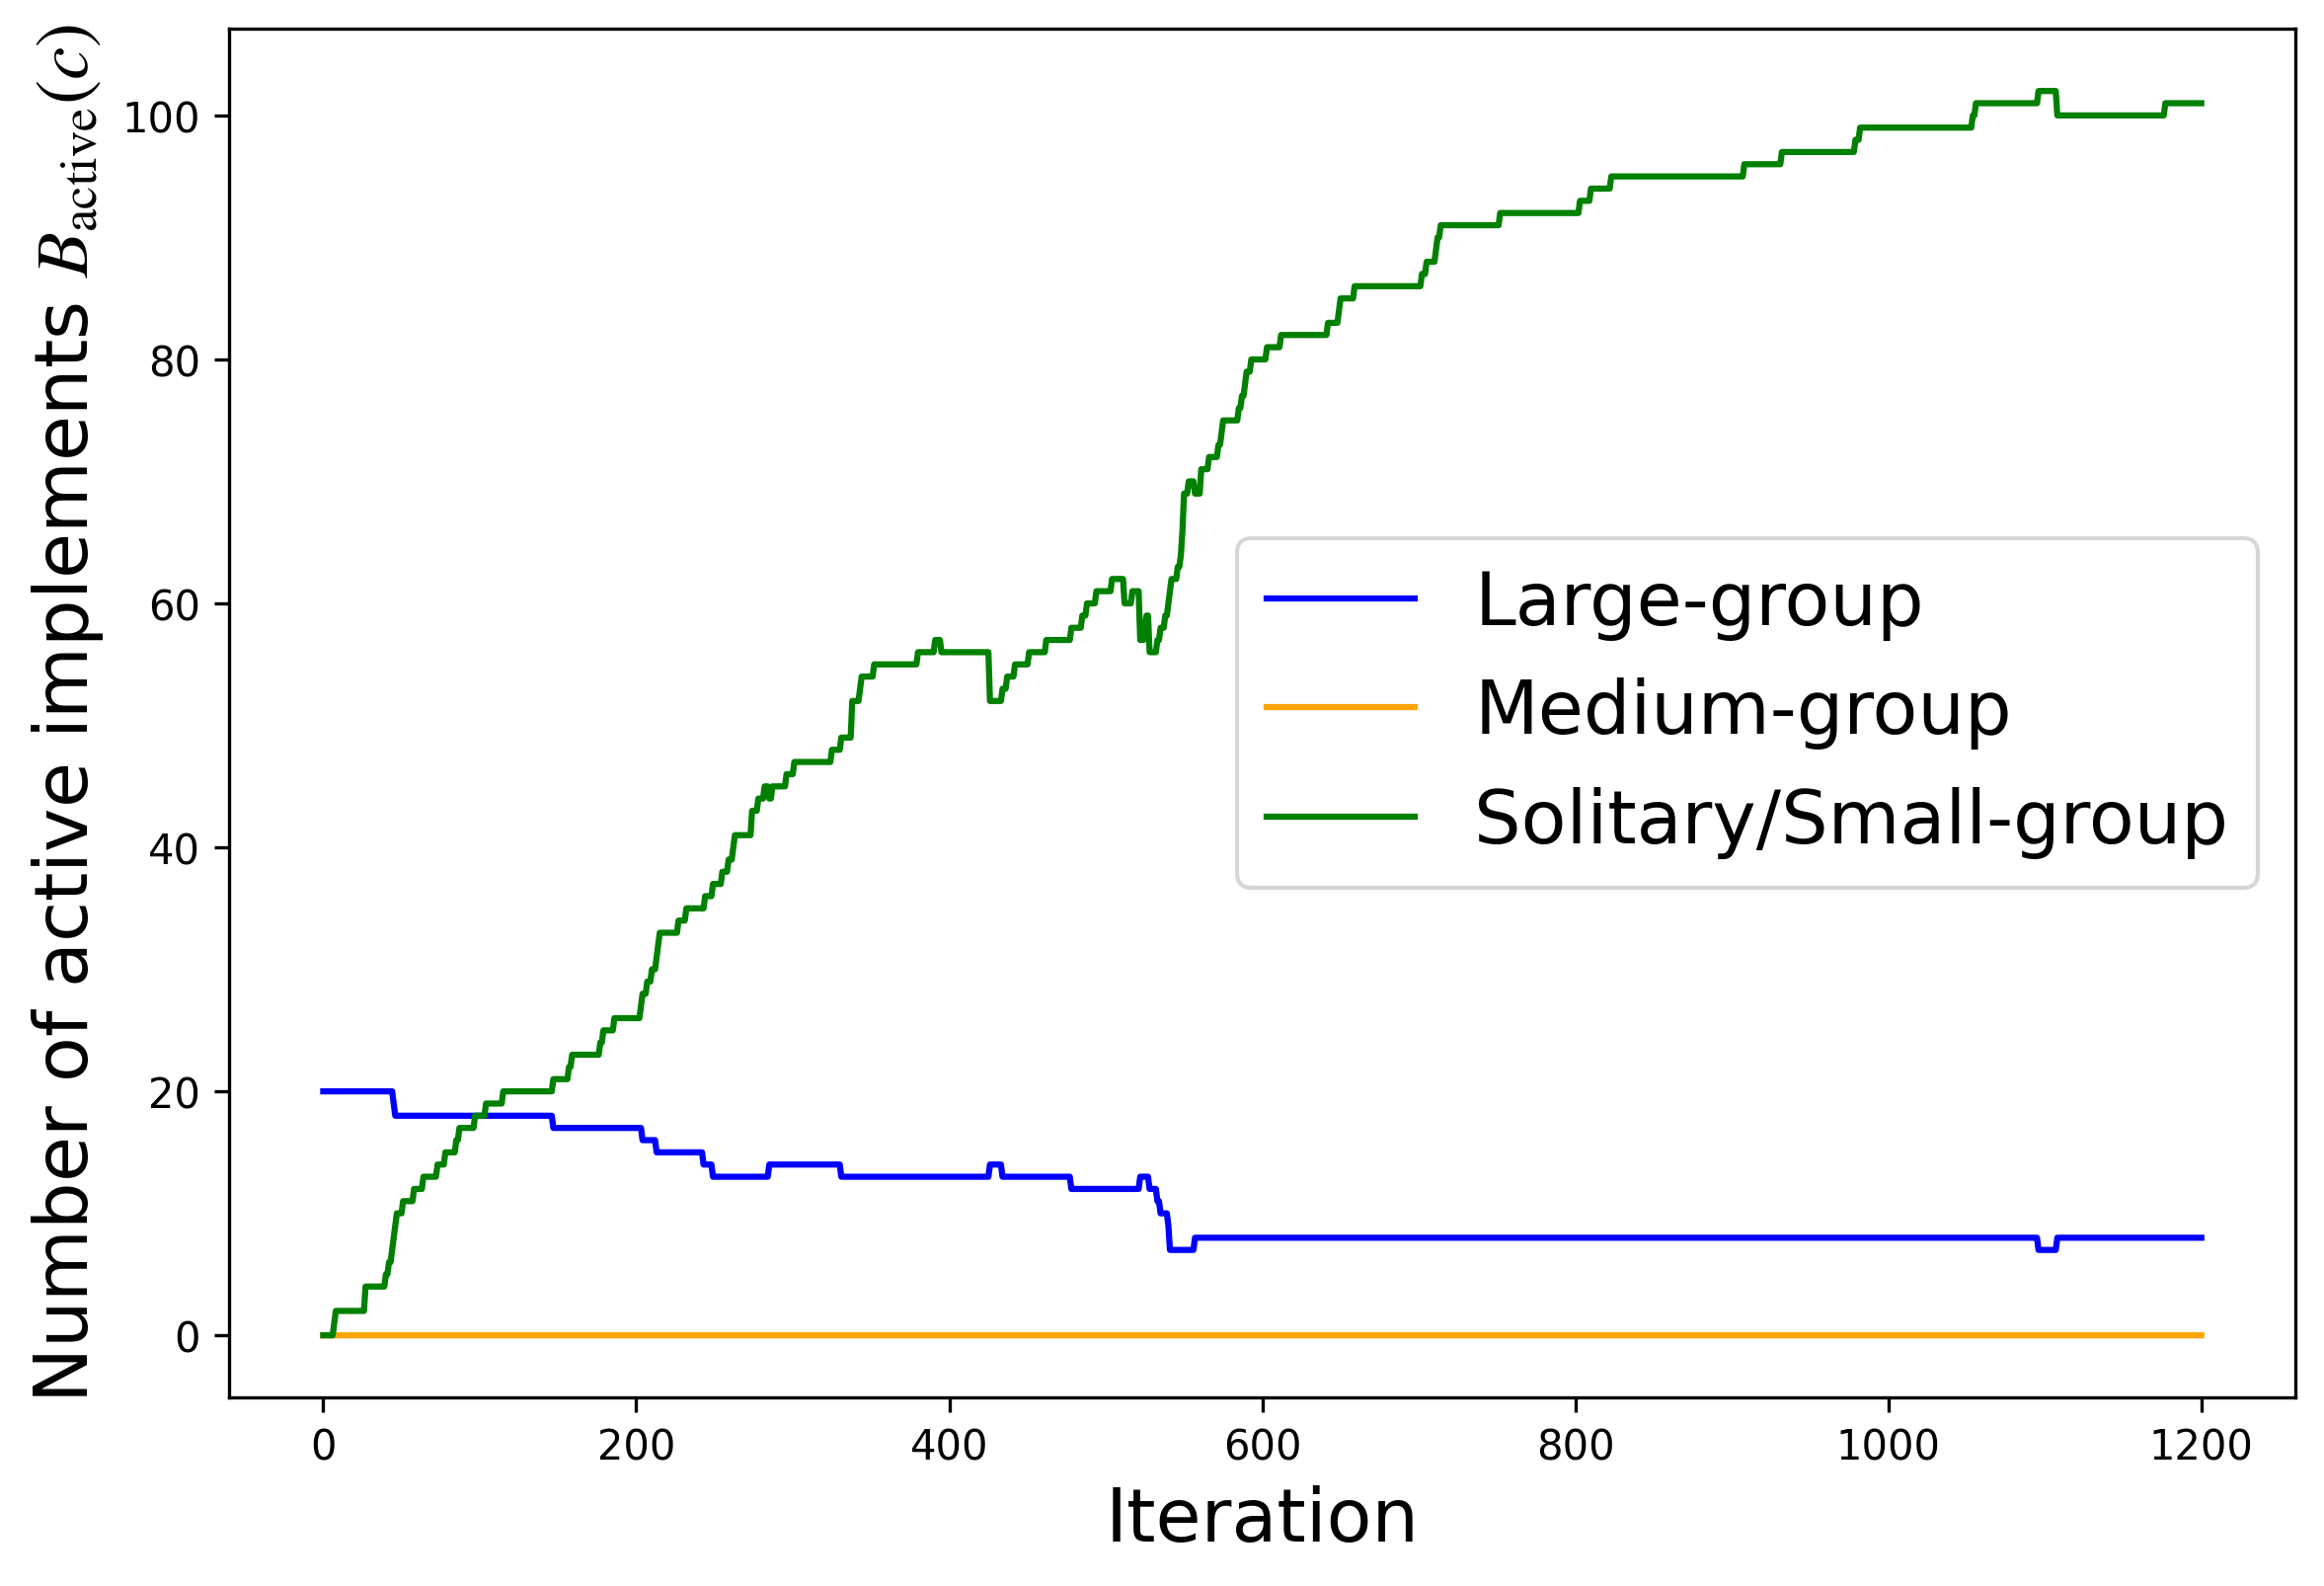 Number of active implements B_active(c)
100
80
60
40
20
0
Large-group
Medium-group
Solitary/Small-group
0 200 400 600 800 1000 1200
Iteration